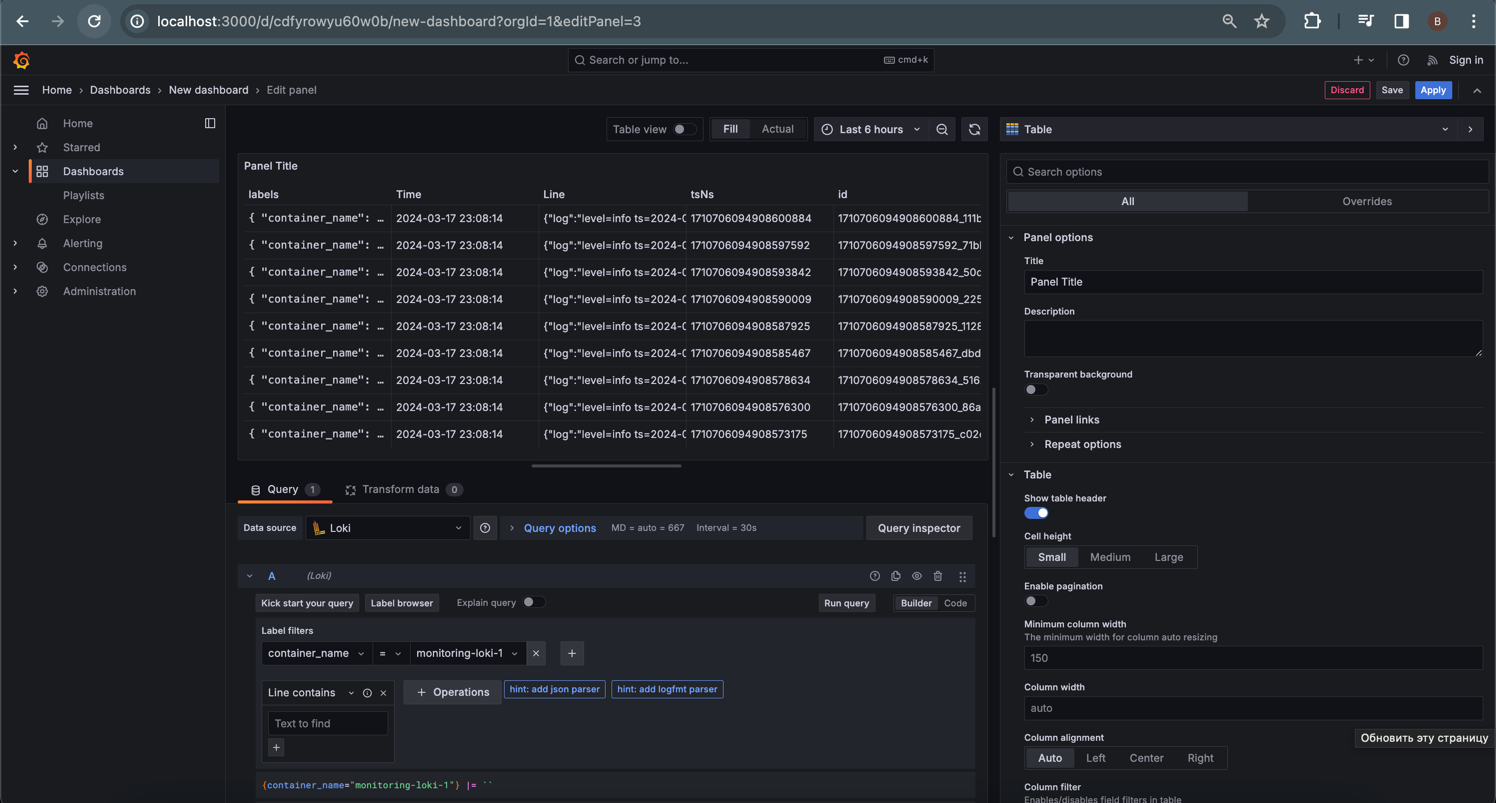 localhost:3000/d/cdfyrowyu60w0b/new-dashboard?orgId=1&editPanel=3
B
Search or jump to...
cmd+k
Sign in
Home › Dashboards › New dashboard › Edit panel
Discard
Save
Apply
Home
Starred
Dashboards
Playlists
Explore
Alerting
Connections
Administration
Table view
Fill
Actual
Last 6 hours
Panel Title
labels Time Line tsNs id
{ "container_name": … 2024-03-17 23:08:14 {"log":"level=info ts=2024-0 1710706094908600884 1710706094908600884_111b
{ "container_name": … 2024-03-17 23:08:14 {"log":"level=info ts=2024-0 1710706094908597592 1710706094908597592_71bl
{ "container_name": … 2024-03-17 23:08:14 {"log":"level=info ts=2024-0 1710706094908593842 1710706094908593842_50c
{ "container_name": … 2024-03-17 23:08:14 {"log":"level=info ts=2024-0 1710706094908590009 1710706094908590009_225
{ "container_name": … 2024-03-17 23:08:14 {"log":"level=info ts=2024-0 1710706094908587925 1710706094908587925_1128
{ "container_name": … 2024-03-17 23:08:14 {"log":"level=info ts=2024-0 1710706094908585467 1710706094908585467_dbd
{ "container_name": … 2024-03-17 23:08:14 {"log":"level=info ts=2024-0 1710706094908578634 1710706094908578634_516
{ "container_name": … 2024-03-17 23:08:14 {"log":"level=info ts=2024-0 1710706094908576300 1710706094908576300_86a
{ "container_name": … 2024-03-17 23:08:14 {"log":"level=info ts=2024-0 1710706094908573175 1710706094908573175_c02
Query 1
Transform data 0
Data source
Loki
Query options
MD = auto = 667
Interval = 30s
Query inspector
A (Loki)
Kick start your query
Label browser
Explain query
Run query
Builder
Code
Label filters
container_name
=
monitoring-loki-1
Line contains
+ Operations
hint: add json parser
hint: add logfmt parser
Text to find
{container_name="monitoring-loki-1"} |= ``
Table
Search options
All
Overrides
Panel options
Title
Panel Title
Description
Transparent background
Panel links
Repeat options
Table
Show table header
Cell height
Small
Medium
Large
Enable pagination
Minimum column width
The minimum width for column auto resizing
150
Column width
auto
Column alignment
Обновить эту страницу
Auto
Left
Center
Right
Column filter
Enables/disables field filters in table